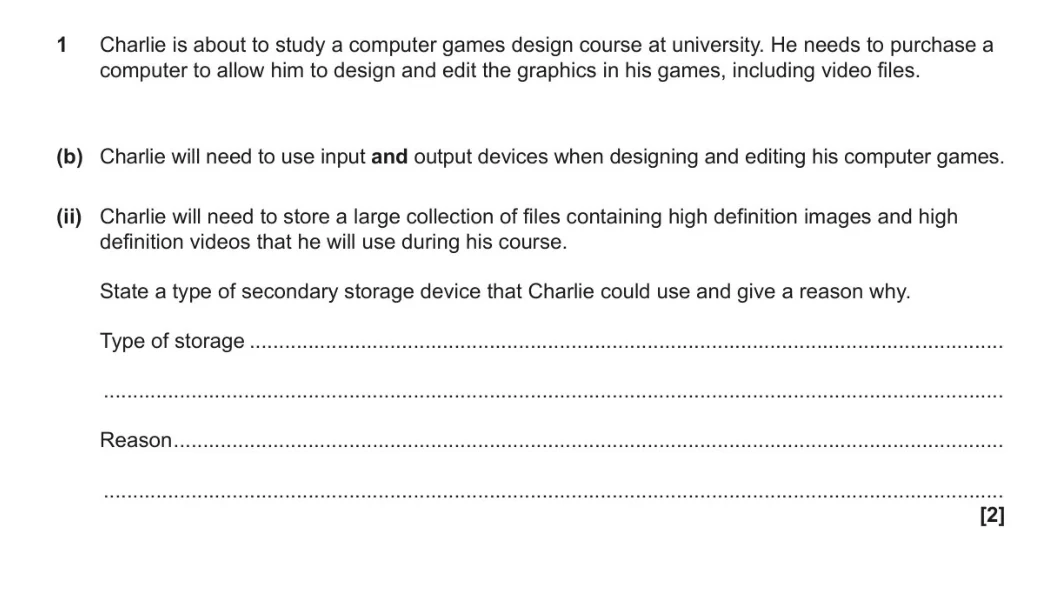 1 Charlie is about to study a computer games design course at university. He needs to purchase a
computer to allow him to design and edit the graphics in his games, including video files.
(b) Charlie will need to use input and output devices when designing and editing his computer games.
(ii) Charlie will need to store a large collection of files containing high definition images and high
definition videos that he will use during his course.
State a type of secondary storage device that Charlie could use and give a reason why.
Type of storage ....................................................................................................
....................................................................................................
Reason....................................................................................................
....................................................................................................
[2]